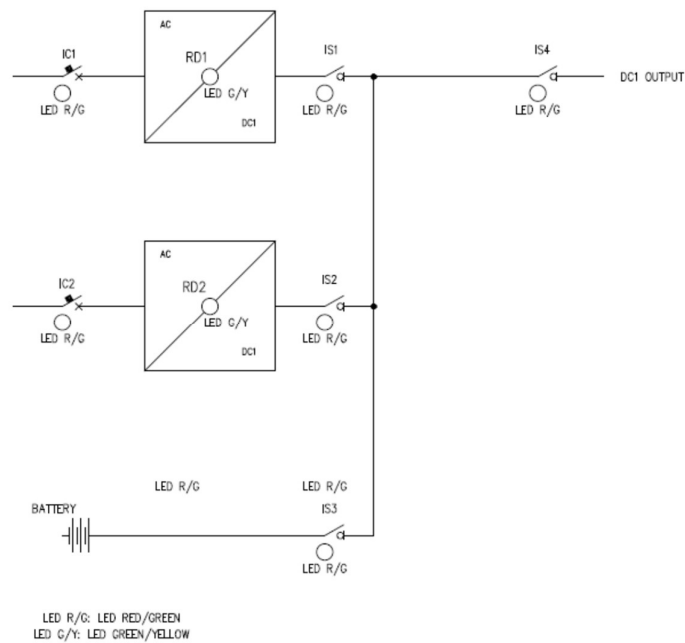 AC
IC1
RD1
IS1
IS4
DC1 OUTPUT
LED R/G
LED G/Y
LED R/G
LED R/G
DC1
AC
IC2
RD2
IS2
LED R/G
LED G/Y
LED R/G
DC1
LED R/G
LED R/G
BATTERY
IS3
LED R/G
LED R/G: LED RED/GREEN
LED G/Y: LED GREEN/YELLOW